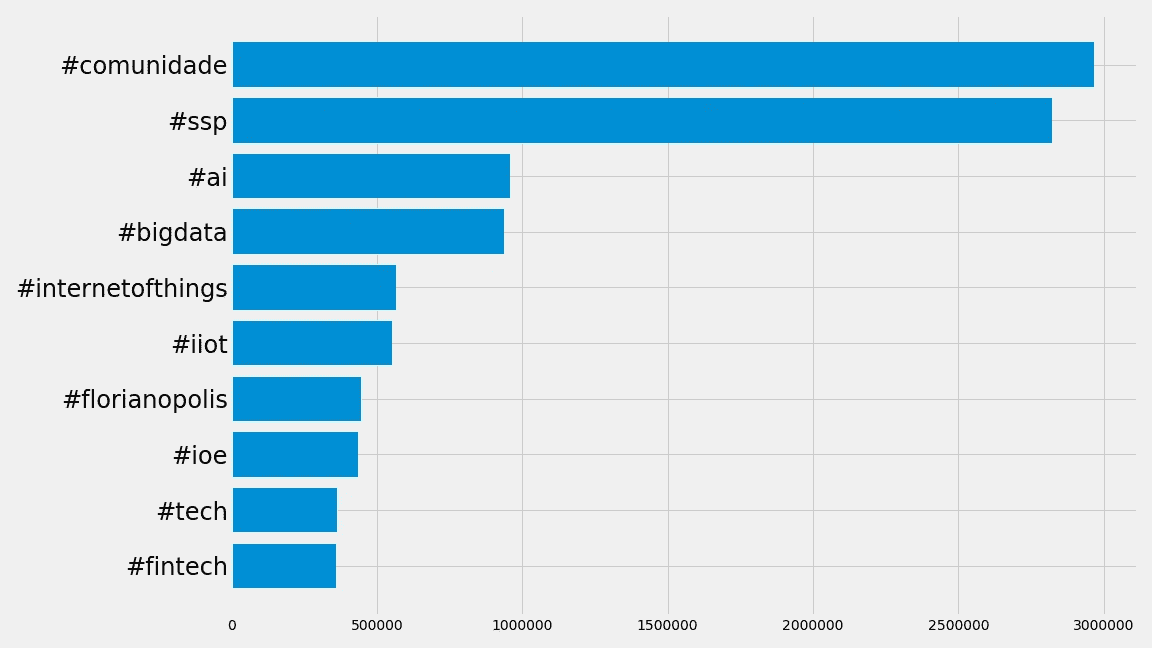 #comunidade
#ssp
#ai
#bigdata
#internetofthings
#iiot
#florianopolis
#ioe
#tech
#fintech
0 500000 1000000 1500000 2000000 2500000 3000000